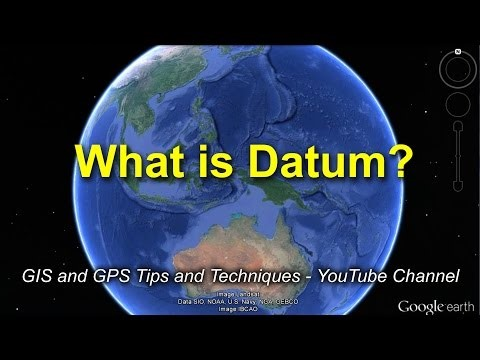 N
What is Datum?
GIS and GPS Tips and Techniques - YouTube Channel
Image Landsat
Data SIO, NOAA, U.S. Navy, NGA, GEBCO
Image IBCAO
Google earth